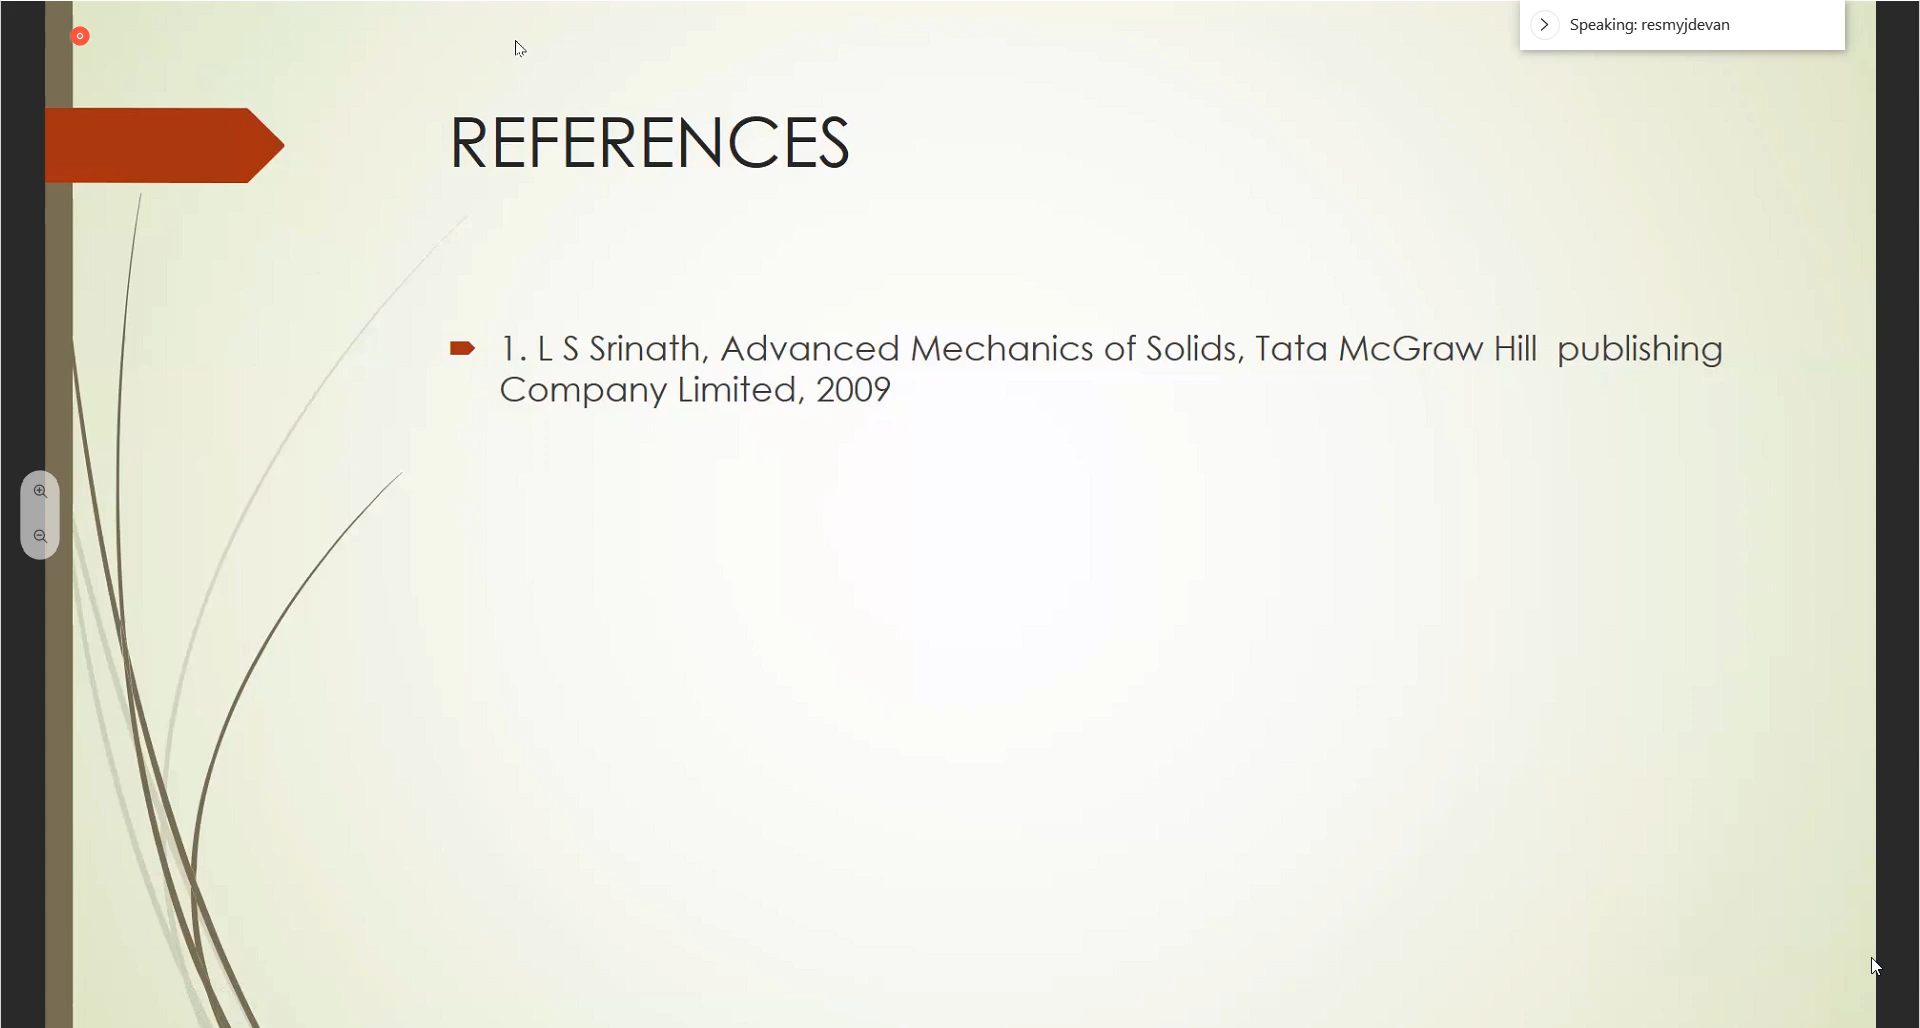 Speaking: resmyjdevan
REFERENCES
1. L S Srinath, Advanced Mechanics of Solids, Tata McGraw Hill  publishing
Company Limited, 2009